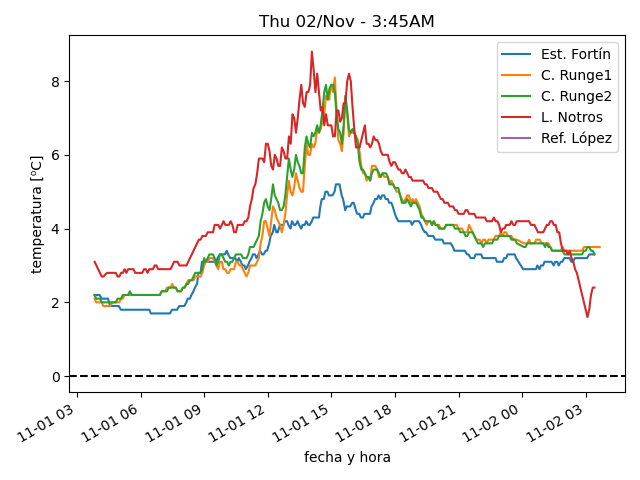 Thu 02/Nov - 3:45AM
temperatura [ºC]
8
6
4
2
0
Est. Fortín
C. Runge1
C. Runge2
L. Notros
Ref. López
11-01 03
11-01 06
11-01 09
11-01 12
11-01 15
11-01 18
11-01 21
11-02 00
11-02 03
fecha y hora